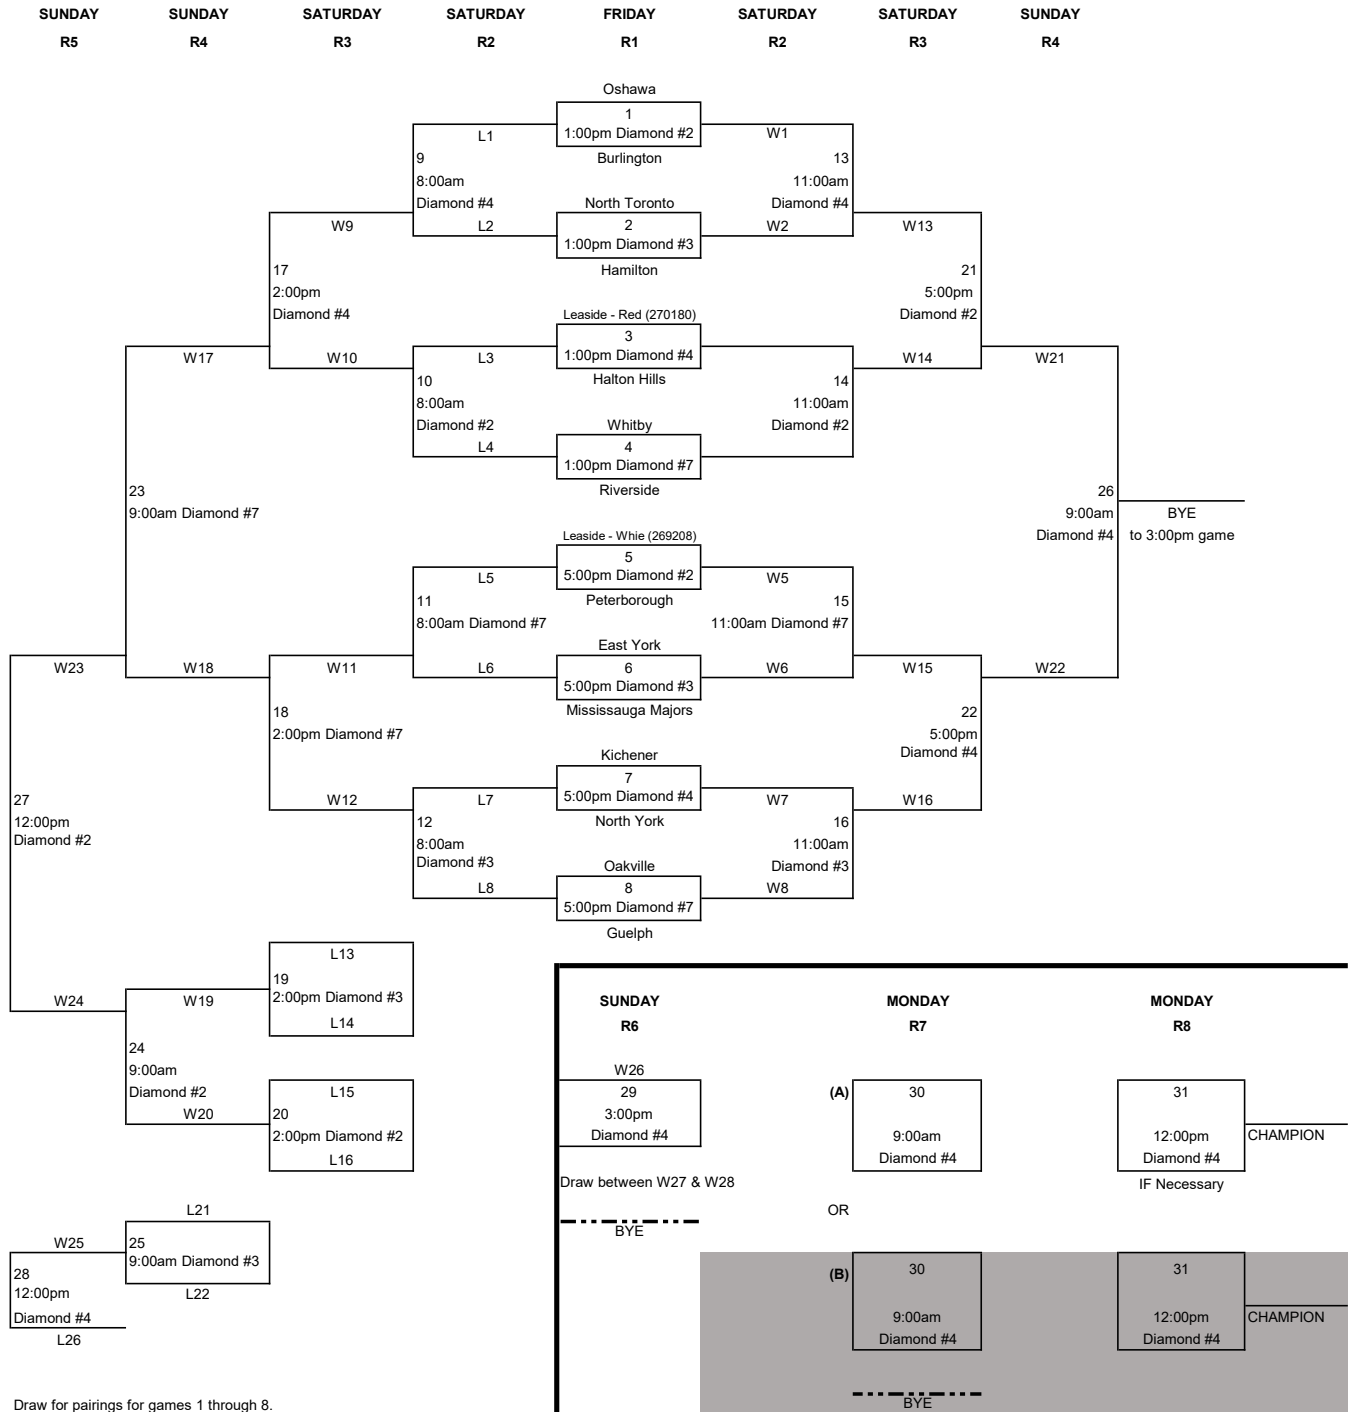 SUNDAY SUNDAY SATURDAY SATURDAY FRIDAY SATURDAY SATURDAY SUNDAY
R5 R4 R3 R2 R1 R2 R3 R4
Oshawa
1
L1 1:00pm Diamond #2 W1
9 Burlington 13
8:00am 11:00am
Diamond #4 North Toronto Diamond #4
W9 L2 2 W2 W13
1:00pm Diamond #3
17 Hamilton 21
2:00pm 5:00pm
Diamond #4 Leaside - Red (270180) Diamond #2
3
W17 W10 L3 1:00pm Diamond #4 W14 W21
10 Halton Hills 14
8:00am 11:00am
Diamond #2 Whitby Diamond #2
L4 4
1:00pm Diamond #7
23 Riverside 26
9:00am Diamond #7 9:00am BYE
Leaside - Whie (269208) Diamond #4 to 3:00pm game
5
L5 5:00pm Diamond #2 W5
11 Peterborough 15
8:00am Diamond #7 11:00am Diamond #7
East York
W23 W18 W11 L6 6 W6 W15 W22
5:00pm Diamond #3
18 Mississauga Majors 22
2:00pm Diamond #7 5:00pm
Kichener Diamond #4
7
27 W12 L7 5:00pm Diamond #4 W7 W16
12:00pm 12 North York 16
Diamond #2 8:00am 11:00am
Diamond #3 Oakville Diamond #3
L8 8 W8
5:00pm Diamond #7
Guelph
L13
19
W24 W19 2:00pm Diamond #3 SUNDAY MONDAY MONDAY
L14 R6 R7 R8
24
9:00am W26
Diamond #2 L15 29 (A) 30 31
W20 20 3:00pm
2:00pm Diamond #2 Diamond #4 9:00am 12:00pm CHAMPION
L16 Diamond #4 Diamond #4
Draw between W27 & W28 IF Necessary
L21 OR
BYE
W25 25
9:00am Diamond #3
28 (B) 30 31
12:00pm L22
Diamond #4 9:00am 12:00pm CHAMPION
L26 Diamond #4 Diamond #4
Draw for pairings for games 1 through 8. BYE